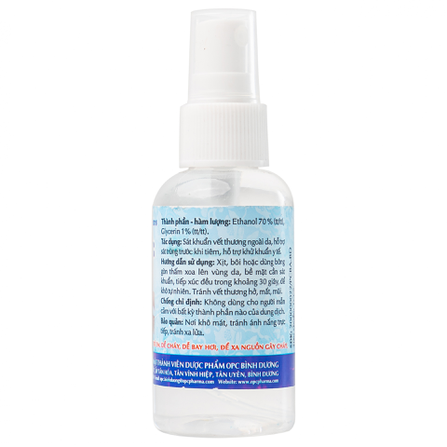 Thành phần - hàm lượng: Ethanol 70% (tt/tt),
Glycerin 1% (tt/tt).
Tác dụng: Sát khuẩn vết thương ngoài da, hỗ trợ
sát trùng trước khi tiêm, hỗ trợ khử khuẩn y tế.
Hướng dẫn sử dụng: Xịt, bôi hoặc dùng bông
gòn thấm xoa lên vùng da, bề mặt cần sát
khuẩn, tiếp xúc đều trong khoảng 30 giây, để
khô tự nhiên. Tránh vết thương hở, mắt, mũi.
Chống chỉ định: Không dùng cho người mẫn
cảm với bất kỳ thành phần nào của dung dịch.
Bảo quản: Nơi khô mát, tránh ánh nắng trực
tiếp, tránh xa lửa.
DỄ CHÁY, DỄ BAY HƠI, ĐỂ XA NGUỒN GÂY CHÁY
THÀNH VIÊN DƯỢC PHẨM OPC BÌNH DƯƠNG
TÂN HÓA, TÂN VĨNH HIỆP, TÂN UYÊN, BÌNH DƯƠNG
Website: www.opcpharma.com